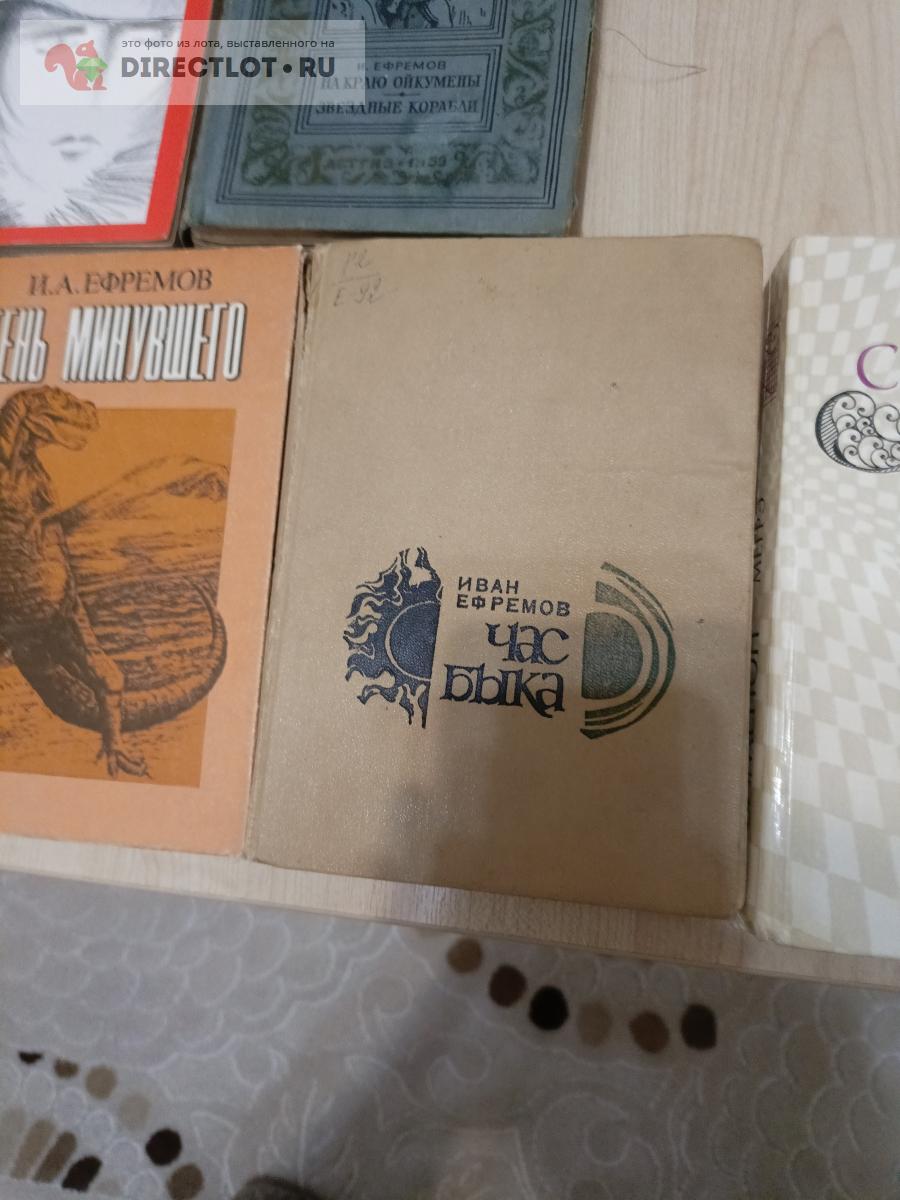 это фото из лота, выставленного на
DIRECTLOT•RU
И. ЕФРЕМОВ
НА КРАЮ ОЙКУМЕНЫ
ЗВЕЗДНЫЕ КОРАБЛИ
И.А.ЕФРЕМОВ
ЕНЬ МИНУВШЕГО
ИВАН
ЕФРЕМОВ
ЧАС
БЫКА
С